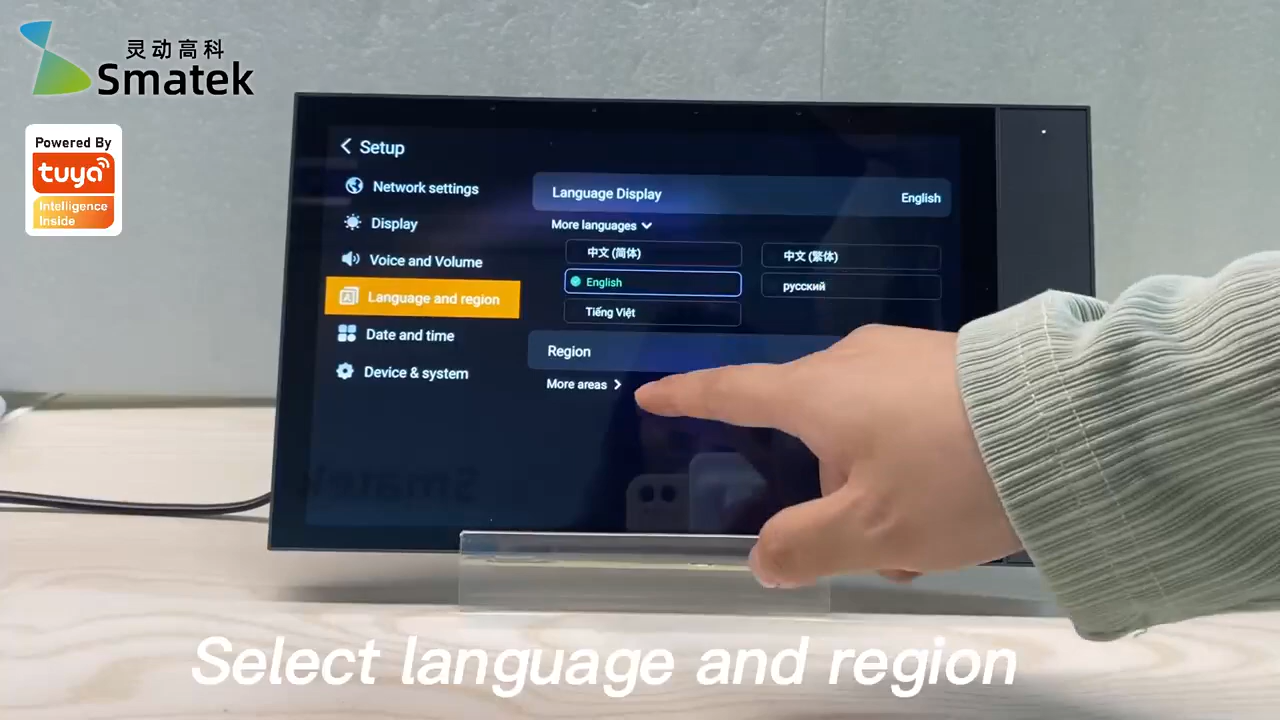 灵动高科
Smatek
Powered By
tuya
Intelligence
Inside
Setup
Network settings
Display
Voice and Volume
Language and region
Date and time
Device & system
Language Display
English
More languages
中文 (简体)
中文 (繁体)
English
русский
Tiếng Việt
Region
More areas
Smatek
Select language and region